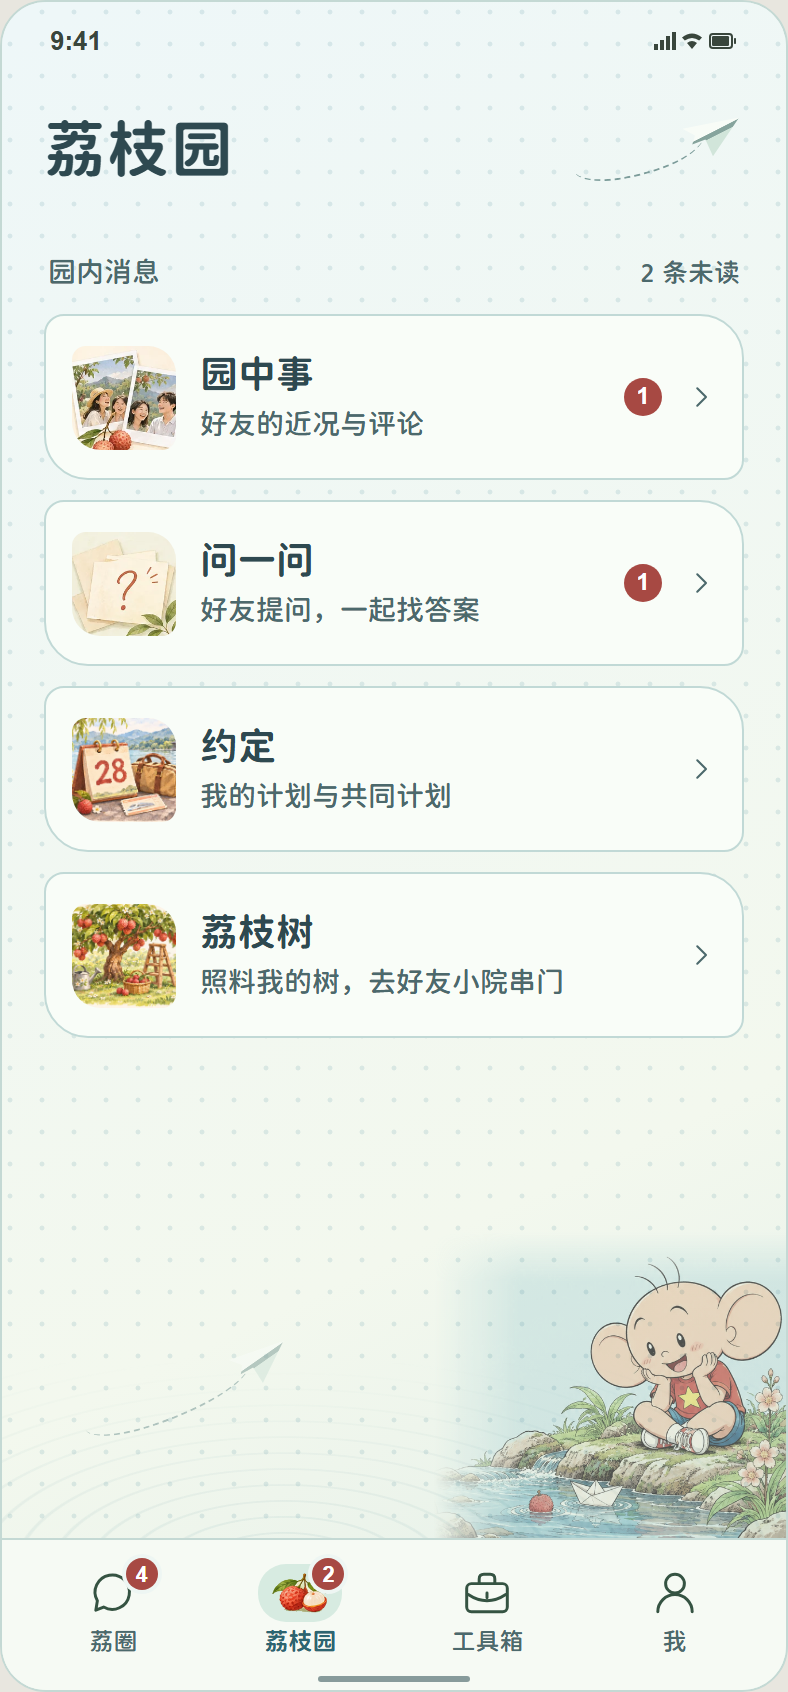 9:41
荔枝园
园内消息
2 条未读
园中事
好友的近况与评论
1
?
问一问
好友提问，一起找答案
1
28
约定
我的计划与共同计划
荔枝树
照料我的树，去好友小院串门
4
荔圈
2
荔枝园
工具箱
我